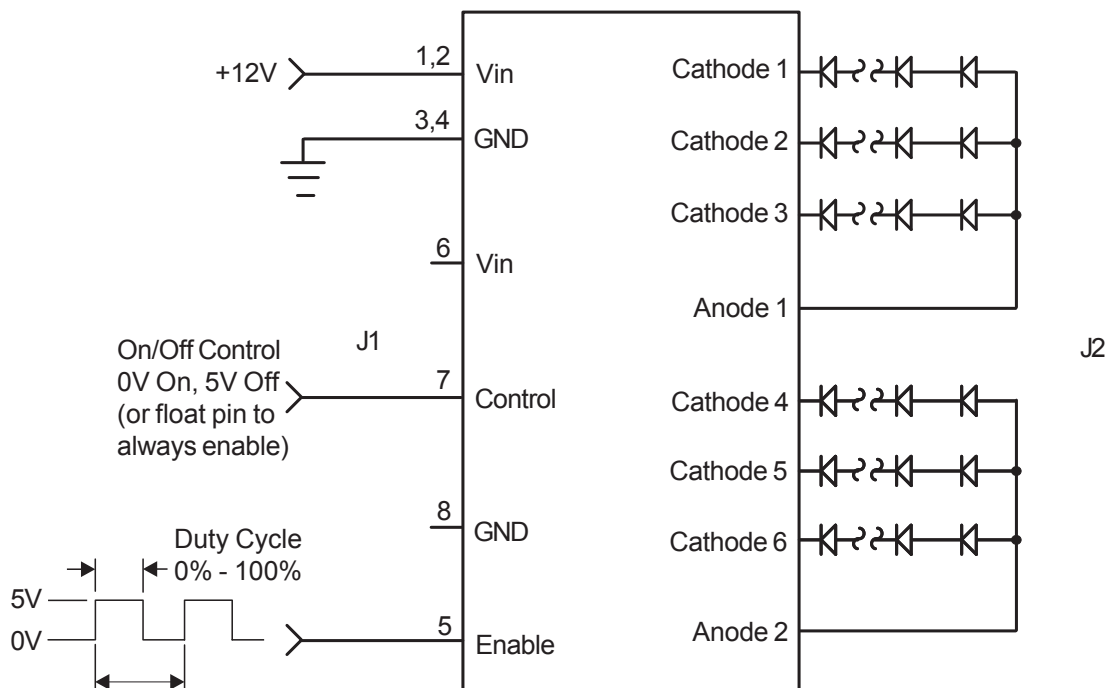 +12V
1,2
Vin
3,4
GND
6
Vin
J1
On/Off Control
0V On, 5V Off
(or float pin to
always enable)
7
Control
8
GND
Duty Cycle
0% - 100%
5V
0V
5
Enable
Cathode 1
Cathode 2
Cathode 3
Anode 1
J2
Cathode 4
Cathode 5
Cathode 6
Anode 2